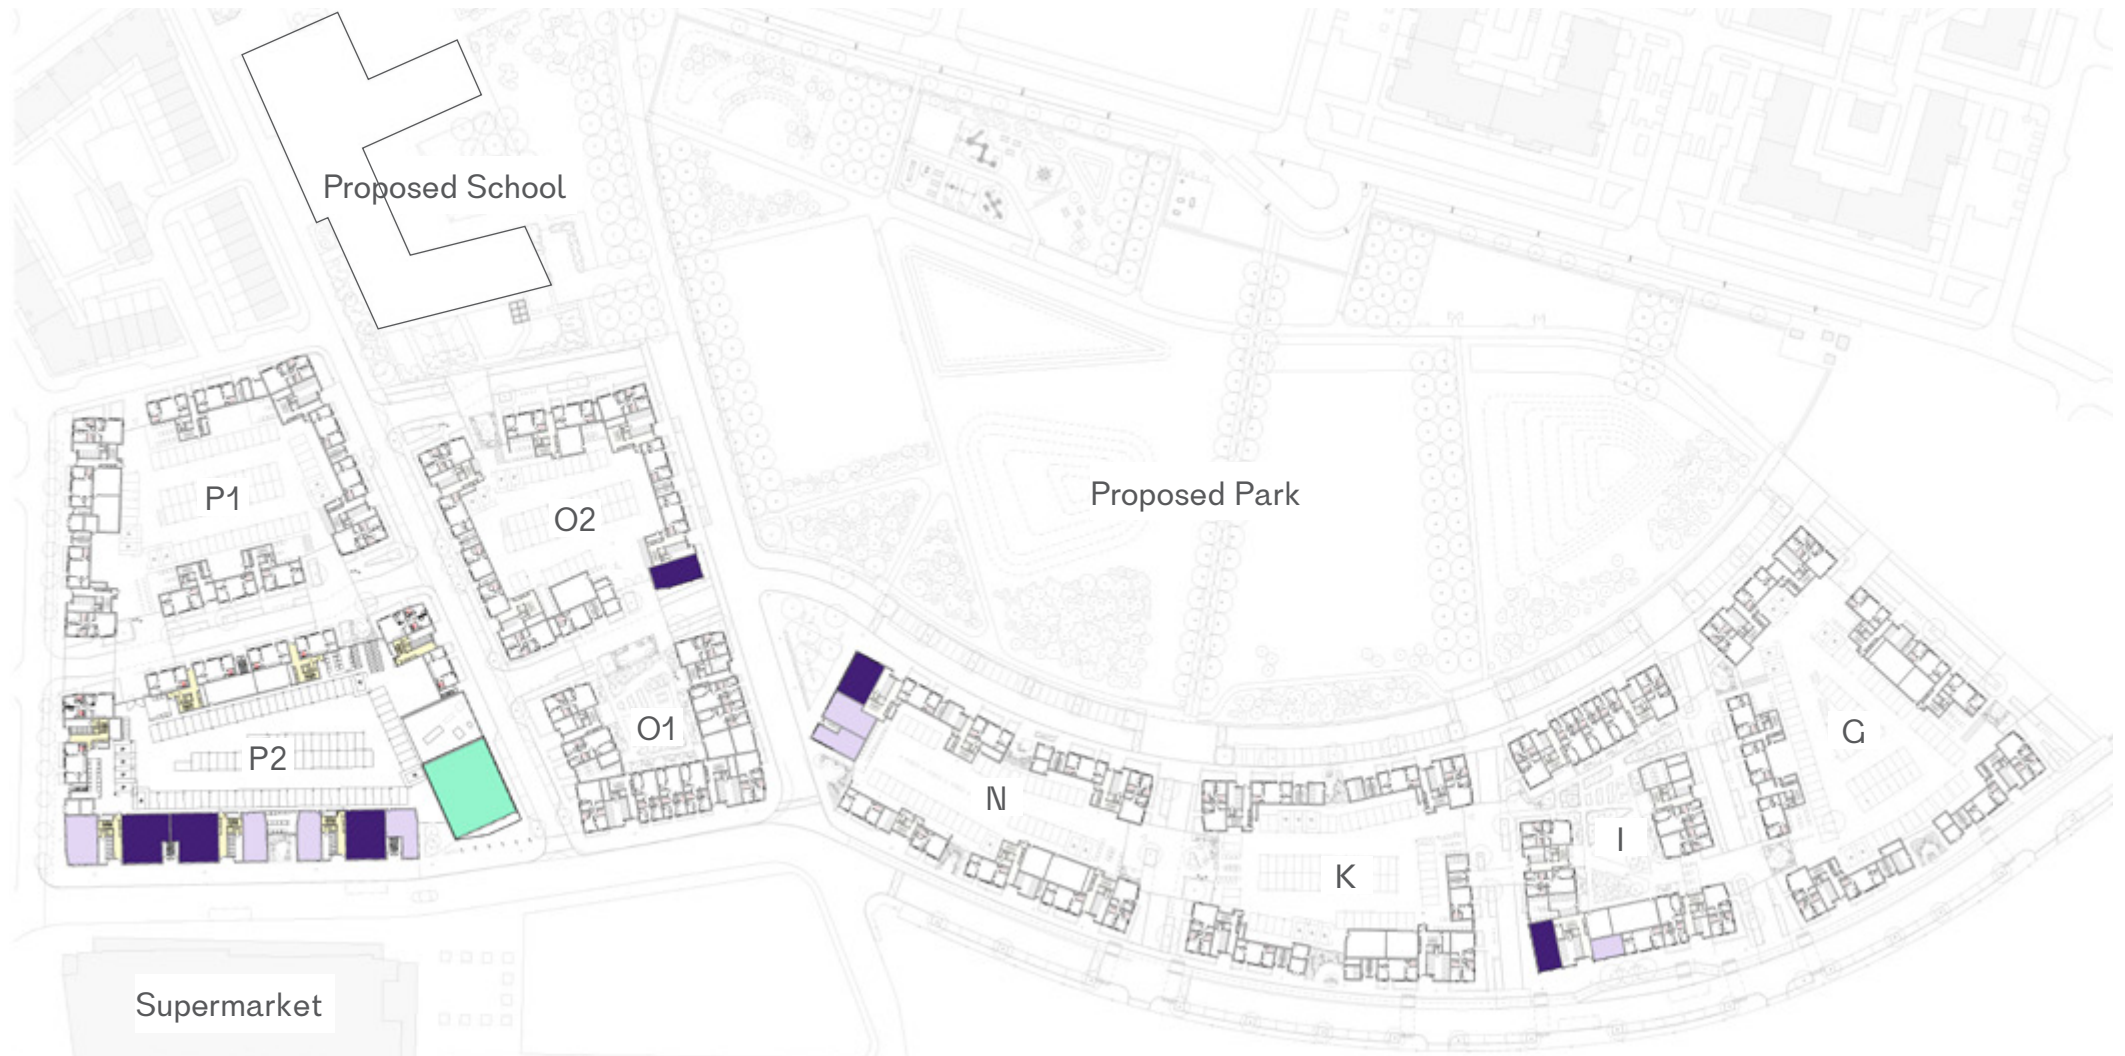 Proposed School
Proposed Park
P1
O2
O1
P2
N
K
I
G
Supermarket